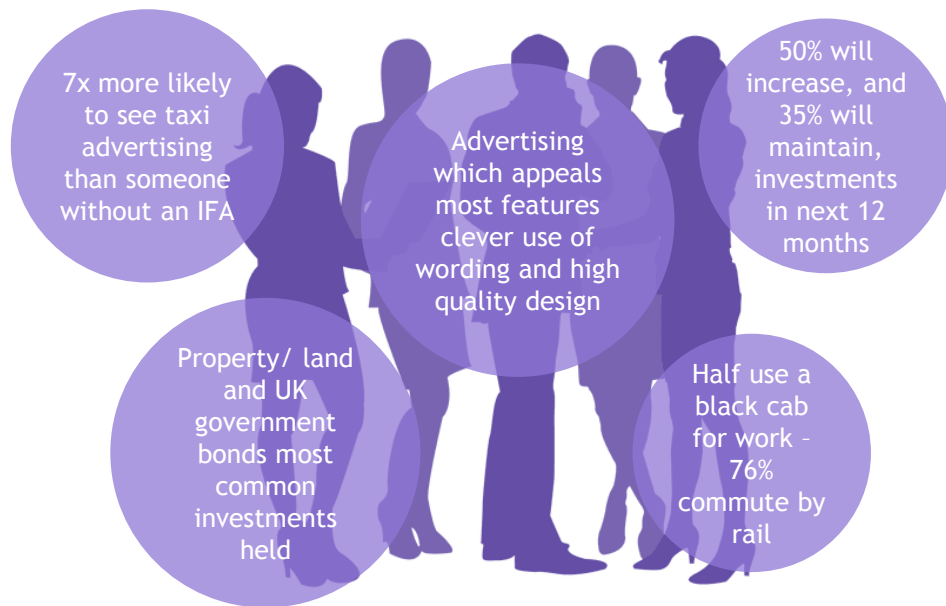 7x more likely
to see taxi
advertising
than someone
without an IFA
Advertising
which appeals
most features
clever use of
wording and high
quality design
50% will
increase, and
35% will
maintain,
investments
in next 12
months
Property/ land
and UK
government
bonds most
common
investments
held
Half use a
black cab
for work –
76%
commute by
rail